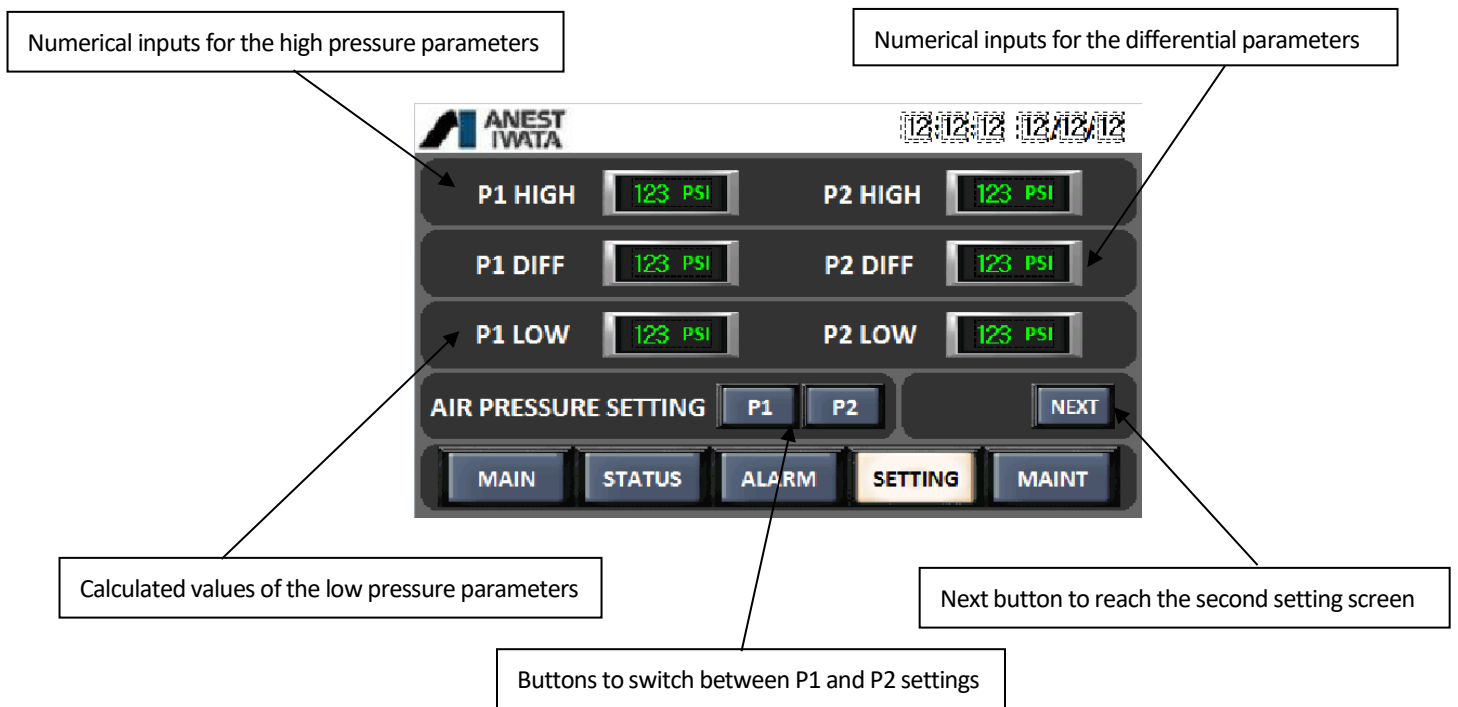 Numerical inputs for the high pressure parameters
Numerical inputs for the differential parameters
ANEST
IWATA
12:12:12 12/12/12
P1 HIGH 123 PSI P2 HIGH 123 PSI
P1 DIFF 123 PSI P2 DIFF 123 PSI
P1 LOW 123 PSI P2 LOW 123 PSI
AIR PRESSURE SETTING P1 P2 NEXT
MAIN STATUS ALARM SETTING MAINT
Calculated values of the low pressure parameters
Next button to reach the second setting screen
Buttons to switch between P1 and P2 settings